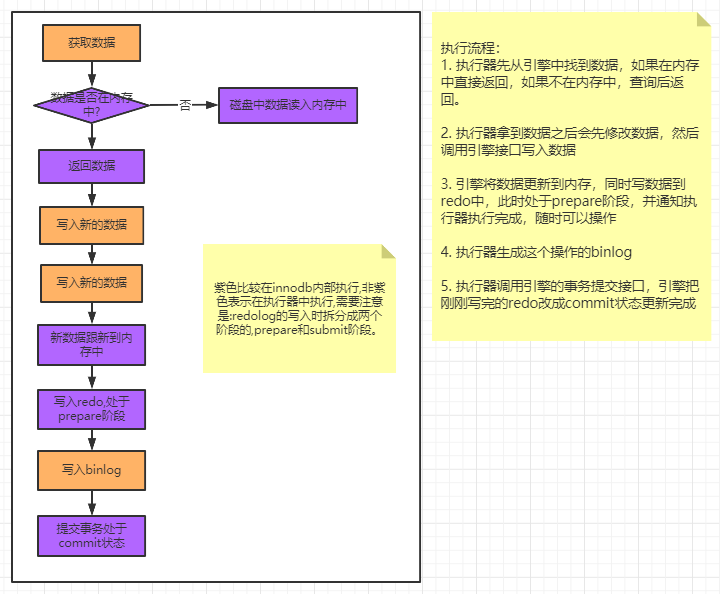 获取数据
数据是否在内存
中?
否
磁盘中数据读入内存中
返回数据
写入新的数据
写入新的数据
新数据跟新到内
存中
写入redo,处于
prepare阶段
写入binlog
提交事务处于
commit状态
紫色比较在innodb内部执行,非紫
色表示在执行器中执行,需要注意
是:redolog的写入时拆分成两个
阶段的,prepare和submit阶段。
执行流程：
1. 执行器先从引擎中找到数据，如果在内存
中直接返回，如果不在内存中，查询后返
回。
2. 执行器拿到数据之后会先修改数据，然后
调用引擎接口写入数据
3. 引擎将数据更新到内存，同时写数据到
redo中，此时处于prepare阶段，并通知执
行器执行完成，随时可以操作
4. 执行器生成这个操作的binlog
5. 执行器调用引擎的事务提交接口，引擎把
刚刚写完的redo改成commit状态更新完成